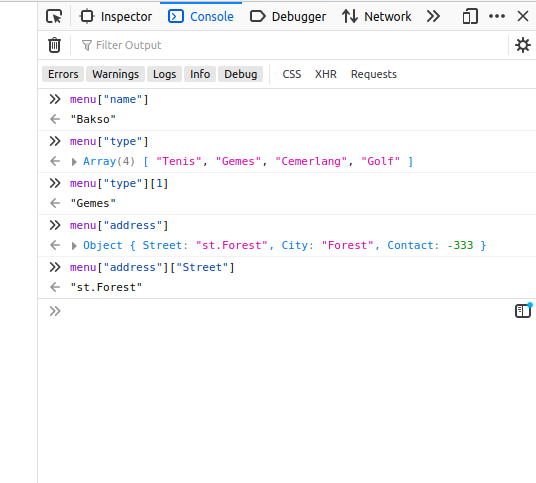 Inspector Console Debugger Network
Filter Output
Errors Warnings Logs Info Debug CSS XHR Requests
menu["name"]
"Bakso"
menu["type"]
Array(4) [ "Tenis", "Gemes", "Cemerlang", "Golf" ]
menu["type"][1]
"Gemes"
menu["address"]
Object { Street: "st.Forest", City: "Forest", Contact: -333 }
menu["address"]["Street"]
"st.Forest"